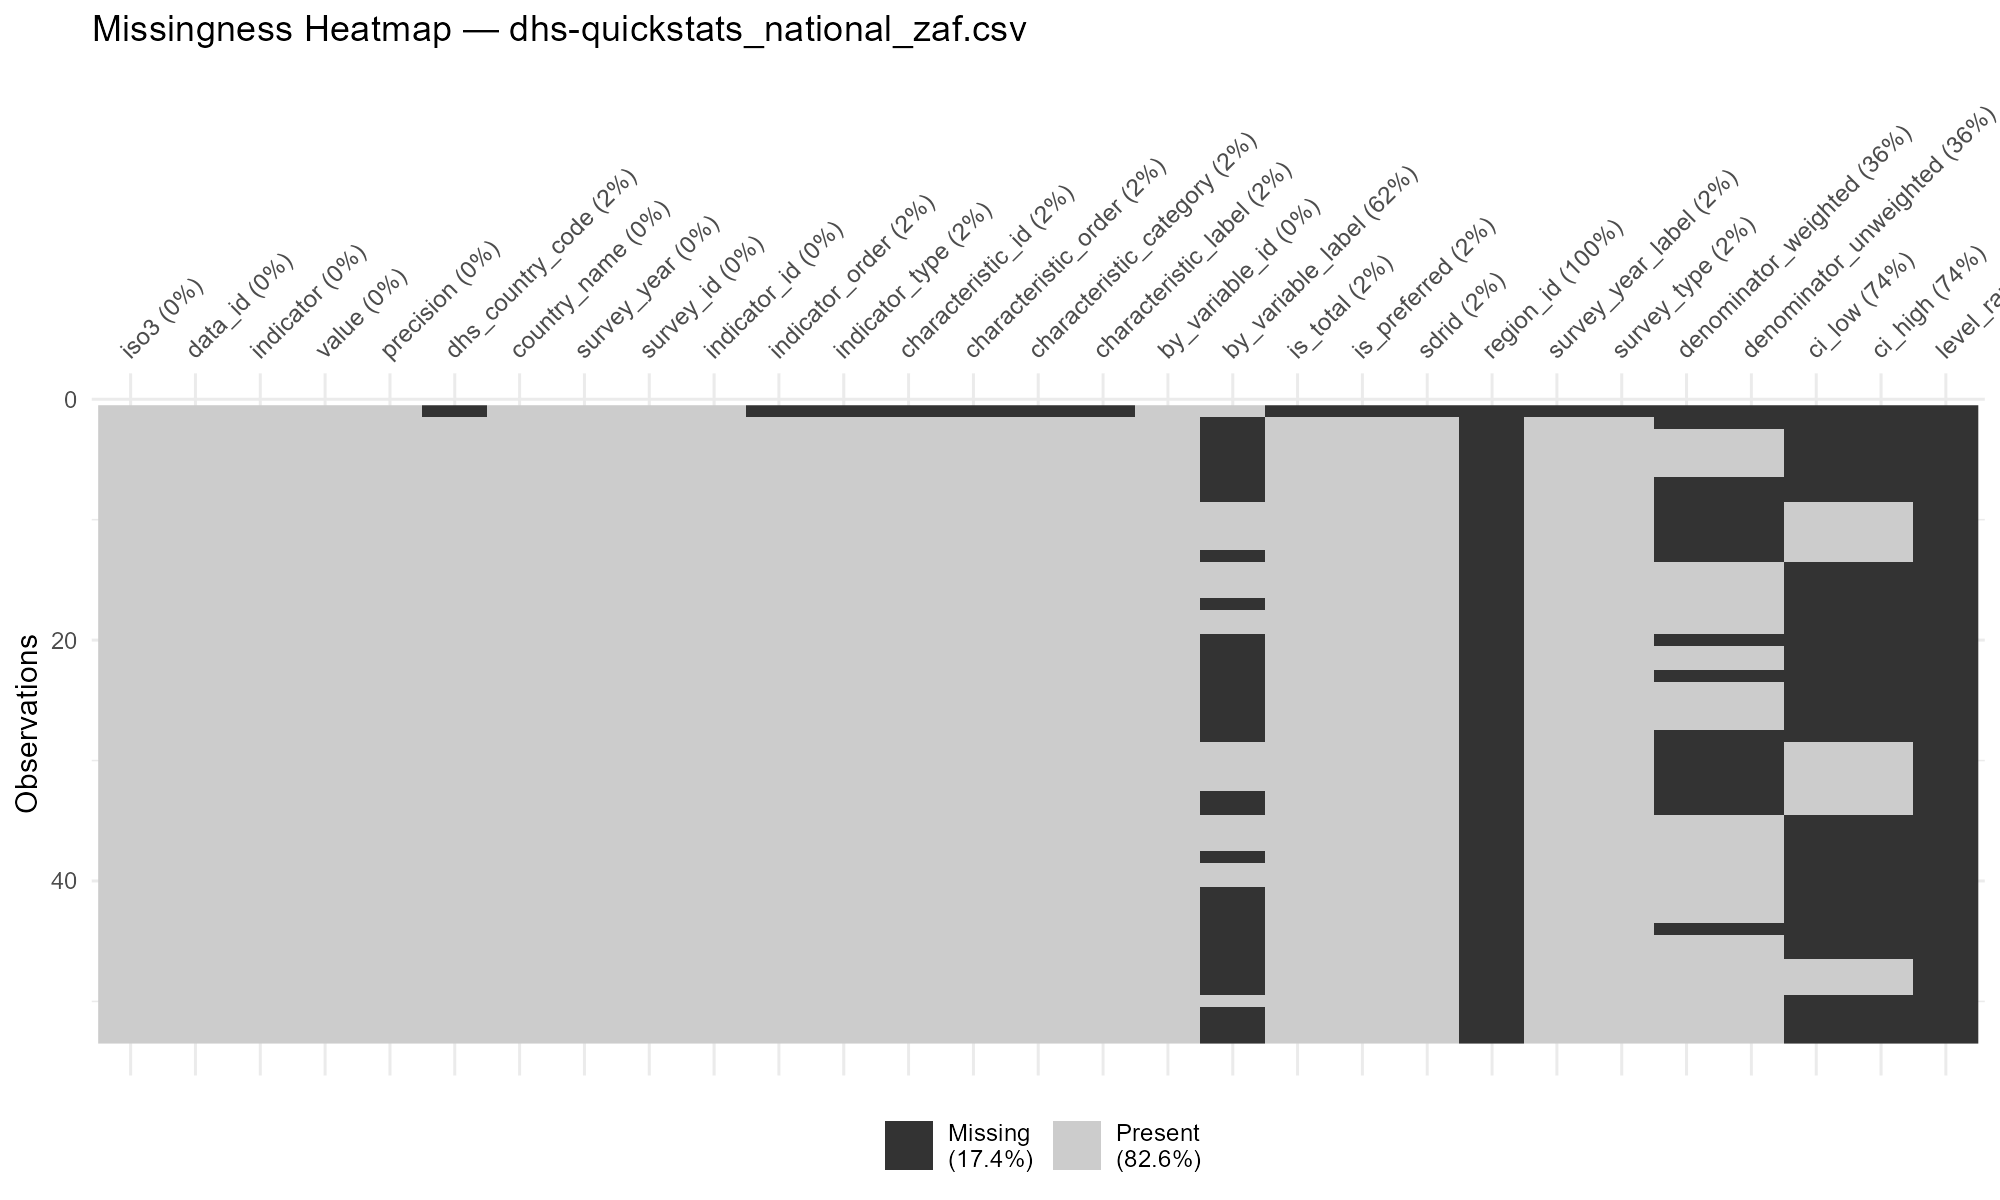 Missingness Heatmap — dhs-quickstats_national_zaf.csv
iso3 (0%)
data_id (0%)
indicator (0%)
value (0%)
precision (0%)
dhs_country_code (2%)
country_name (0%)
survey_year (0%)
survey_id (0%)
indicator_id (0%)
indicator_order (2%)
indicator_type (2%)
characteristic_id (2%)
characteristic_order (2%)
characteristic_category (2%)
characteristic_label (2%)
by_variable_id (0%)
by_variable_label (62%)
is_total (2%)
is_preferred (2%)
sdrid (2%)
region_id (100%)
survey_year_label (2%)
survey_type (2%)
denominator_weighted (36%)
denominator_unweighted (36%)
ci_low (74%)
ci_high (74%)
level_ra
0
20
40
Observations
Missing
(17.4%)
Present
(82.6%)